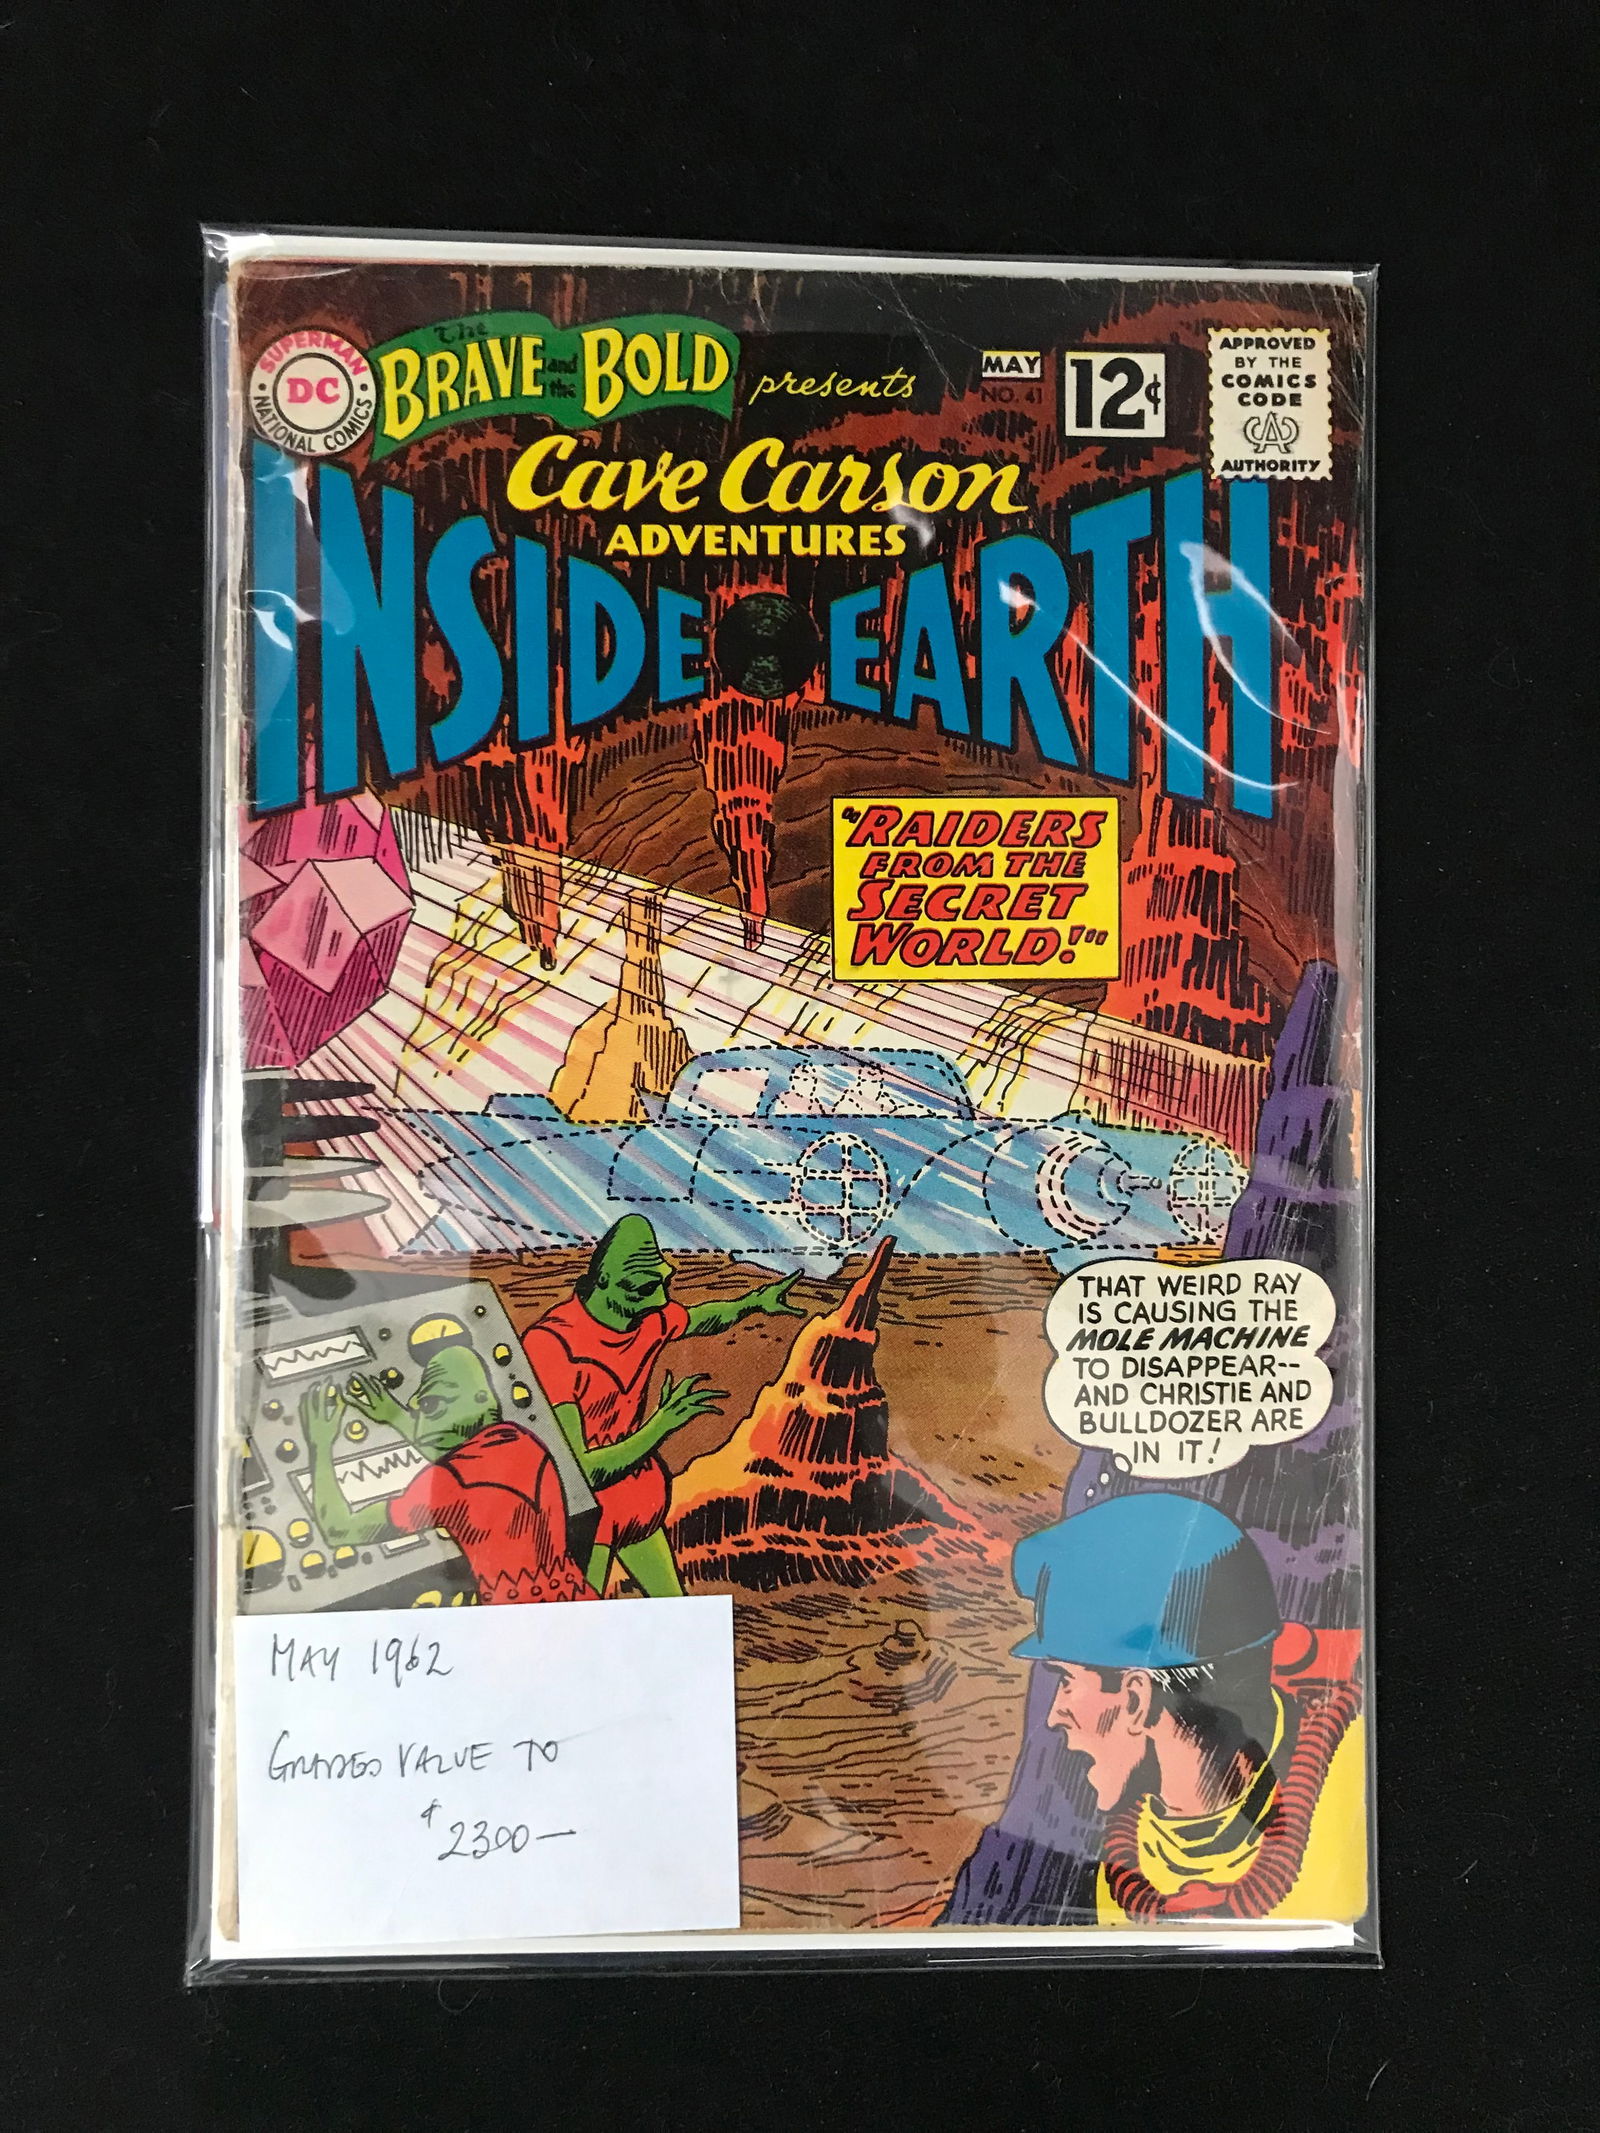 SUPERMAN
DC
NATIONAL COMICS
The
BRAVE and the BOLD presents
MAY
NO. 41
12¢
APPROVED
BY THE
COMICS
CODE
CA
AUTHORITY
Cave Carson
ADVENTURES
INSIDE EARTH
"RAIDERS
FROM THE
SECRET
WORLD!"
THAT WEIRD RAY
IS CAUSING THE
MOLE MACHINE
TO DISAPPEAR--
AND CHRISTIE AND
BULLDOZER ARE
IN IT!
MAY 1962
GRADED VALUE TO
$
2300—